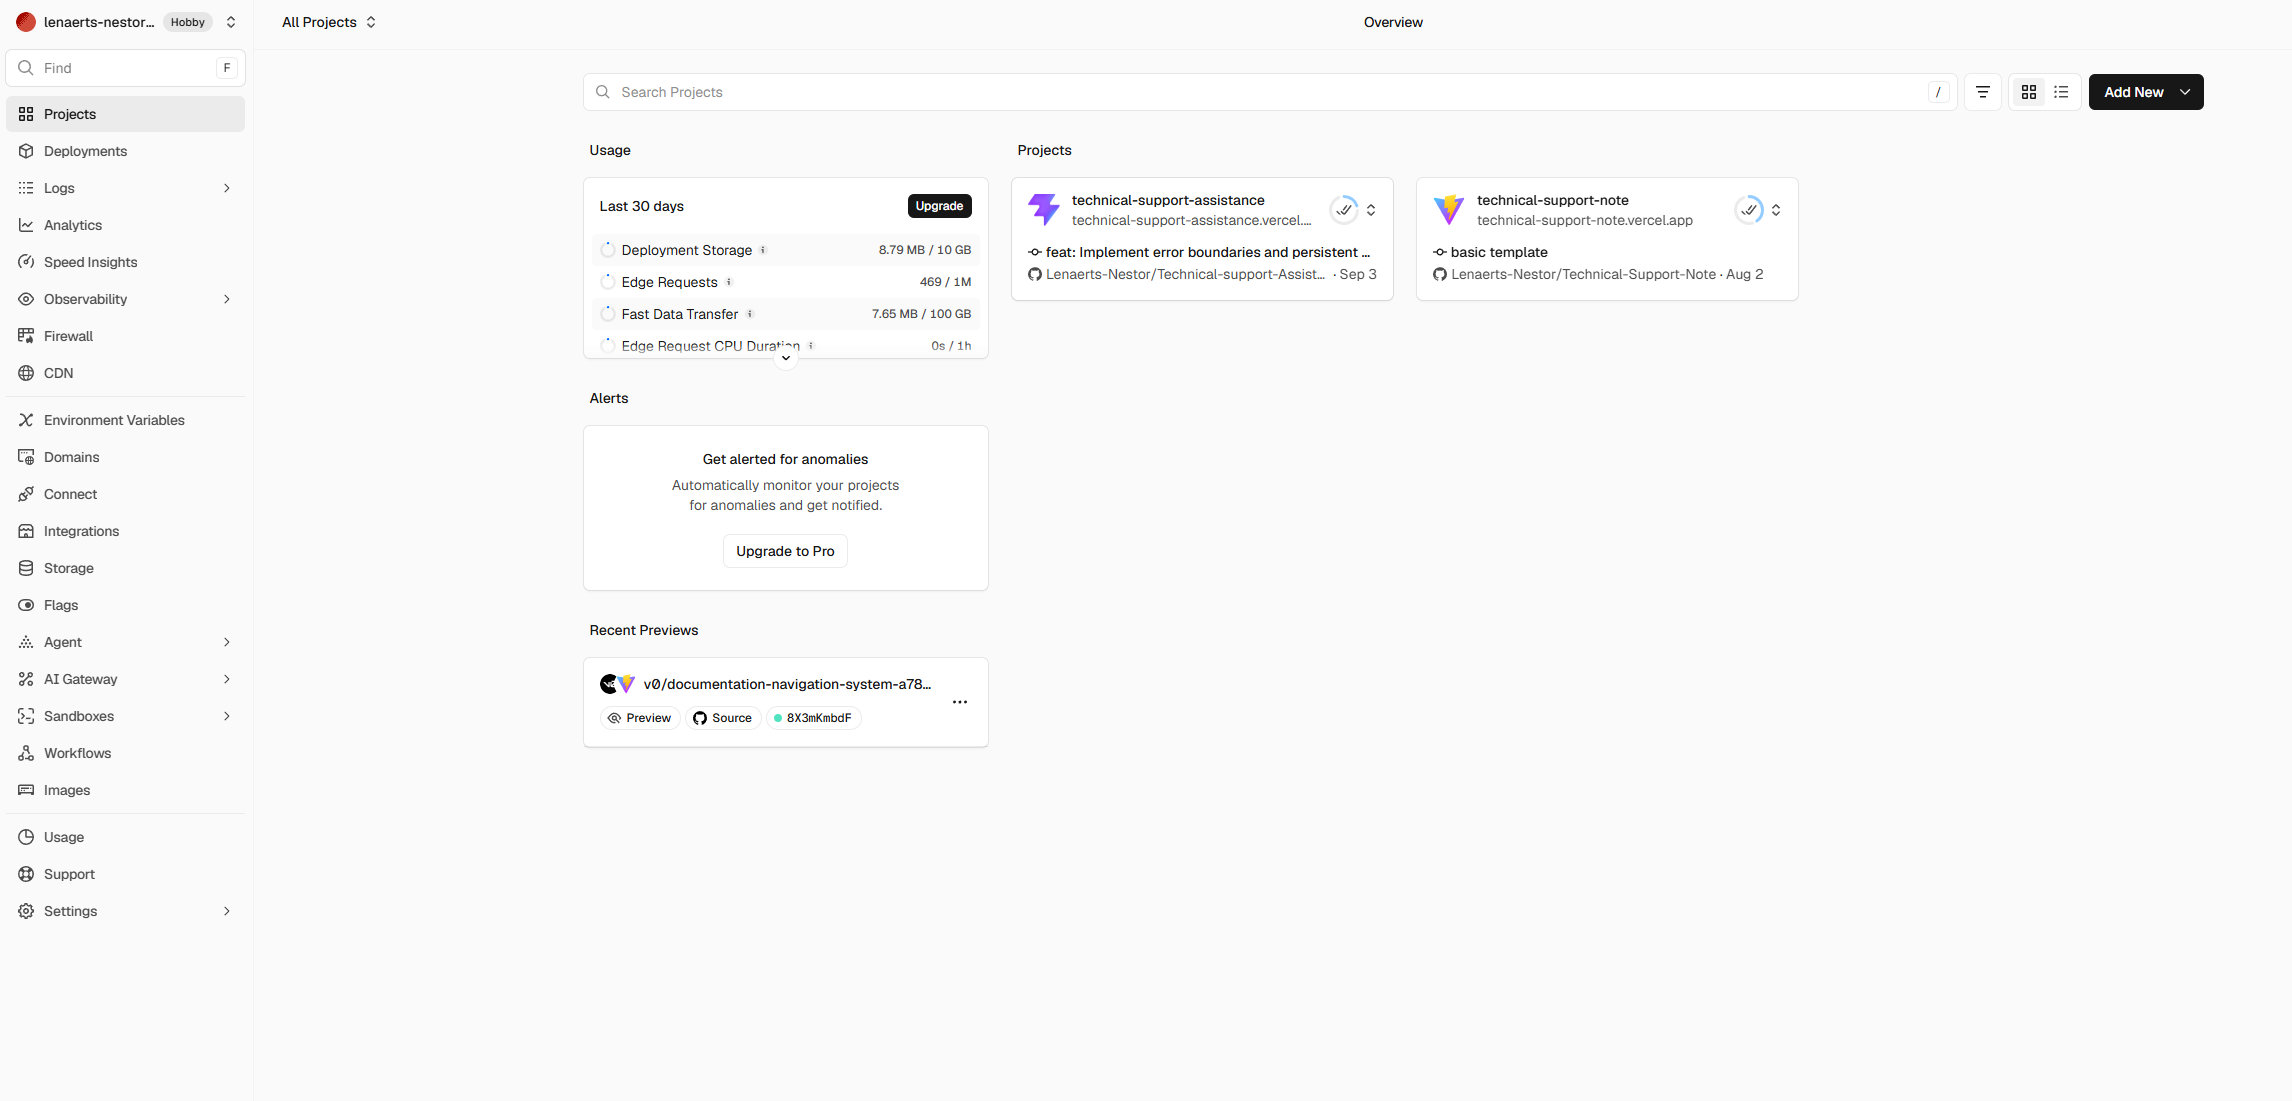 lenaerts-nestor...
Hobby
Find
F
Projects
Deployments
Logs
Analytics
Speed Insights
Observability
Firewall
CDN
Environment Variables
Domains
Connect
Integrations
Storage
Flags
Agent
AI Gateway
Sandboxes
Workflows
Images
Usage
Support
Settings
All Projects
Overview
Search Projects
/
Add New
Usage
Last 30 days
Upgrade
Deployment Storage 8.79 MB / 10 GB
Edge Requests 469 / 1M
Fast Data Transfer 7.65 MB / 100 GB
Edge Request CPU Duration 0s / 1h
Alerts
Get alerted for anomalies
Automatically monitor your projects
for anomalies and get notified.
Upgrade to Pro
Recent Previews
v0/documentation-navigation-system-a78...
Preview
Source
8X3mKmbdF
Projects
technical-support-assistance
technical-support-assistance.vercel....
feat: Implement error boundaries and persistent ...
Lenaerts-Nestor/Technical-support-Assist... · Sep 3
technical-support-note
technical-support-note.vercel.app
basic template
Lenaerts-Nestor/Technical-Support-Note · Aug 2